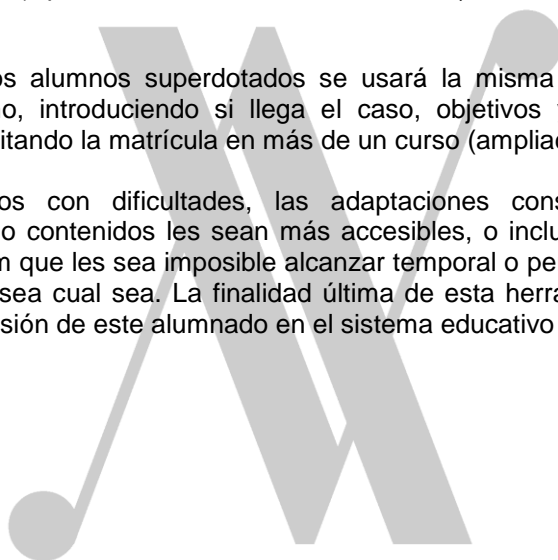 os alumnos superdotados se usará la misma
o, introduciendo si llega el caso, objetivos
itando la matrícula en más de un curso (ampliac
os con dificultades, las adaptaciones cons
o contenidos les sean más accesibles, o inclu
m que les sea imposible alcanzar temporal o pe
sea cual sea. La finalidad última de esta herra
sión de este alumnado en el sistema educativo